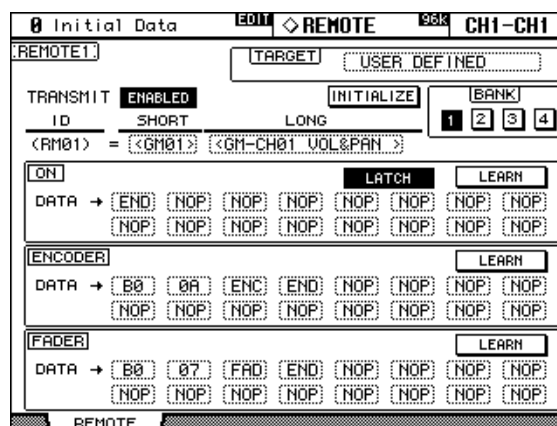 0 Initial Data EDIT ◇REMOTE 96k CH1-CH1
REMOTE1
TARGET USER DEFINED
TRANSMIT ENABLED INITIALIZE BANK
ID SHORT LONG 1 2 3 4
(RM01) = <GM01> <GM-CH01 VOL&PAN >
ON LATCH LEARN
DATA → END NOP NOP NOP NOP NOP NOP NOP
NOP NOP NOP NOP NOP NOP NOP NOP
ENCODER LEARN
DATA → B0 0A ENC END NOP NOP NOP NOP
NOP NOP NOP NOP NOP NOP NOP NOP
FADER LEARN
DATA → B0 07 FAD END NOP NOP NOP NOP
NOP NOP NOP NOP NOP NOP NOP NOP
REMOTE